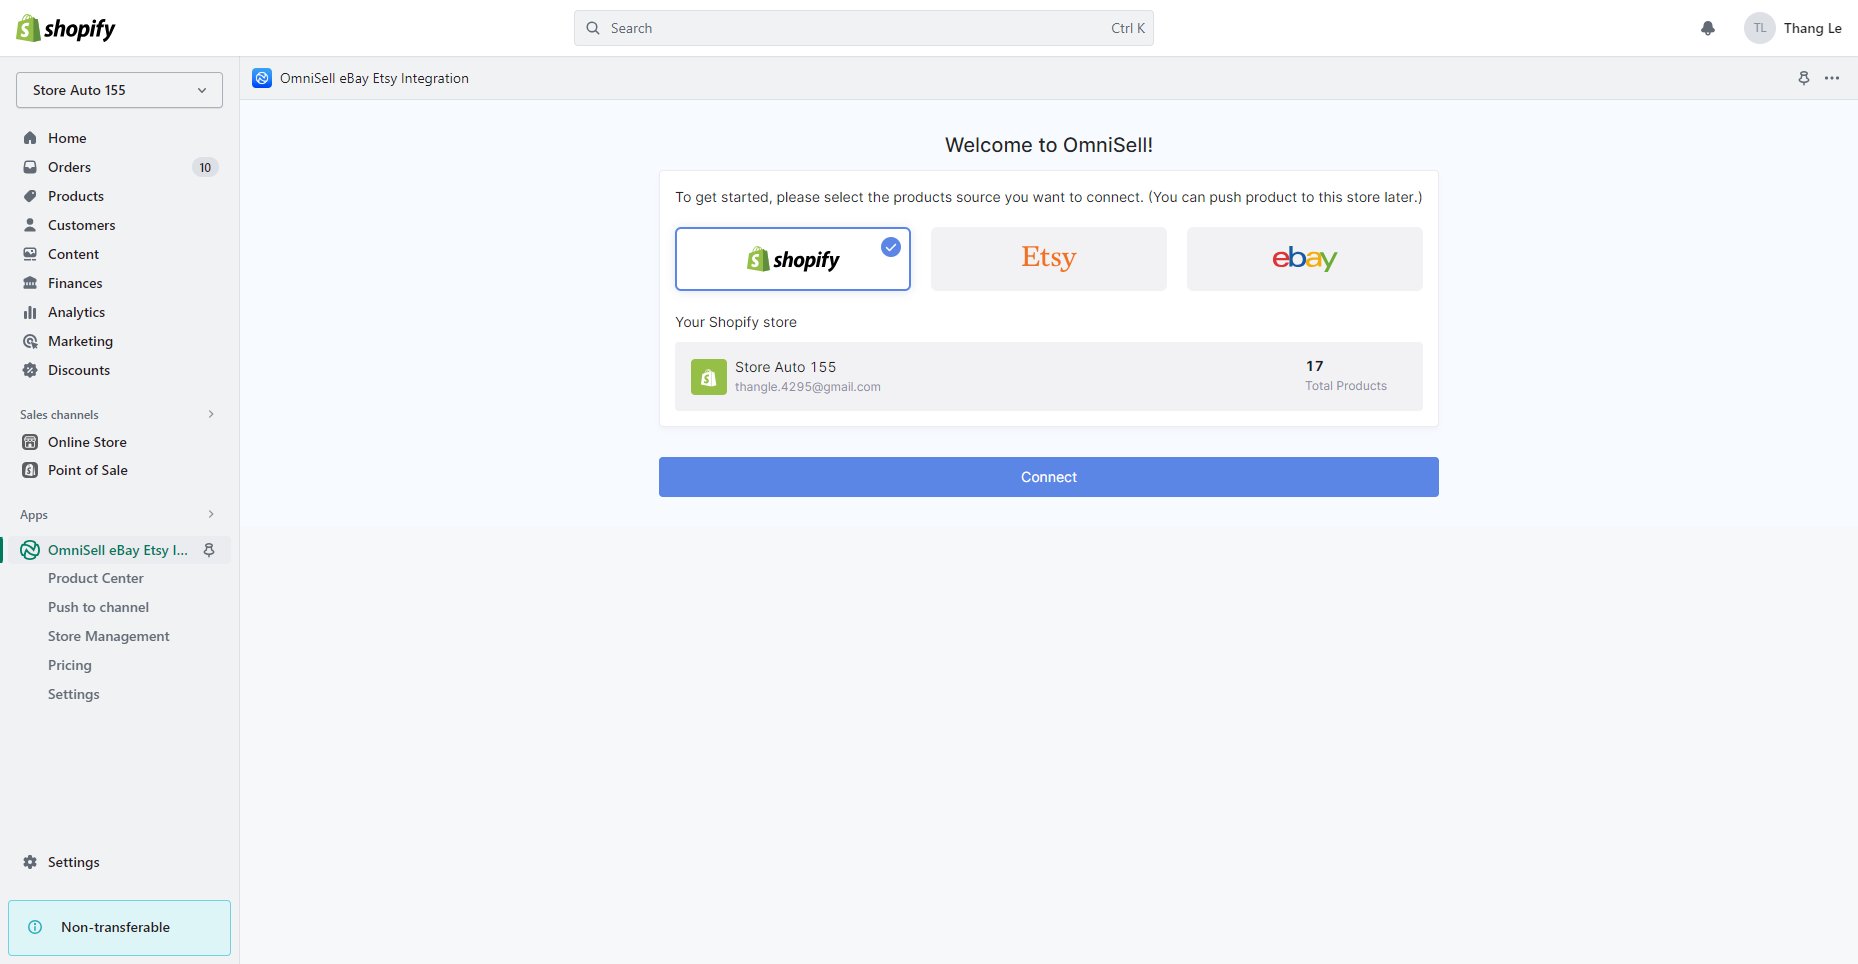 shopify
Search
Ctrl K
TL
Thang Le
Store Auto 155
Home
Orders
10
Products
Customers
Content
Finances
Analytics
Marketing
Discounts
Sales channels
Online Store
Point of Sale
Apps
OmniSell eBay Etsy I...
Product Center
Push to channel
Store Management
Pricing
Settings
Settings
Non-transferable
OmniSell eBay Etsy Integration
Welcome to OmniSell!
To get started, please select the products source you want to connect. (You can push product to this store later.)
shopify
Etsy
ebay
Your Shopify store
Store Auto 155
thangle.4295@gmail.com
17
Total Products
Connect